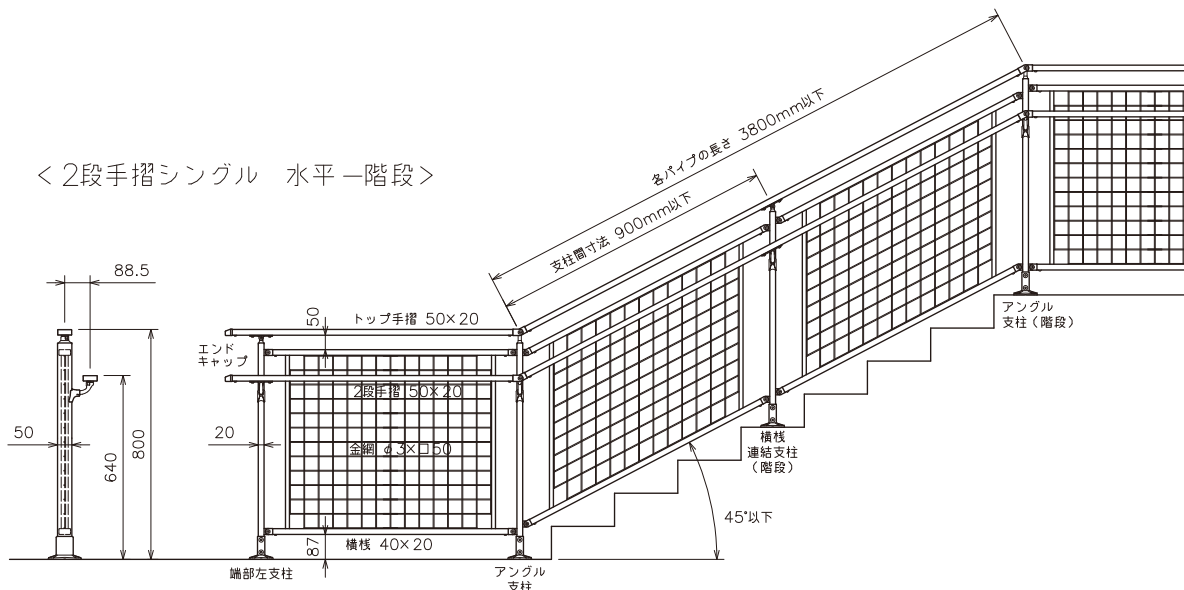 <2段手摺シングル 水平ー階段>
各パイプの長さ 3800mm以下
支柱間寸法 900mm以下
88.5
50
トップ手摺 50×20
エンド
キャップ
2段手摺 50×20
50
20
金網 φ3×□50
800
640
87
横桟 40×20
端部左支柱
アングル
支柱
45°以下
横桟
連結支柱
(階段)
アングル
支柱(階段)